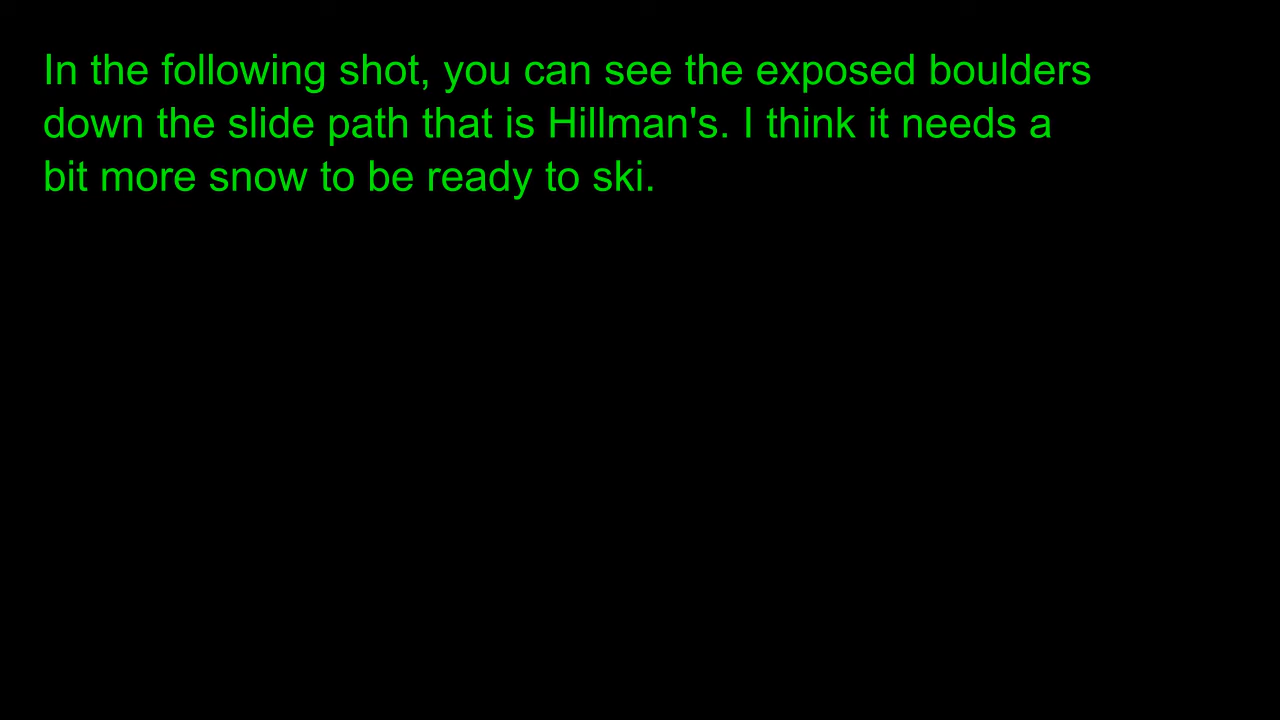 In the following shot, you can see the exposed boulders
down the slide path that is Hillman's. I think it needs a
bit more snow to be ready to ski.